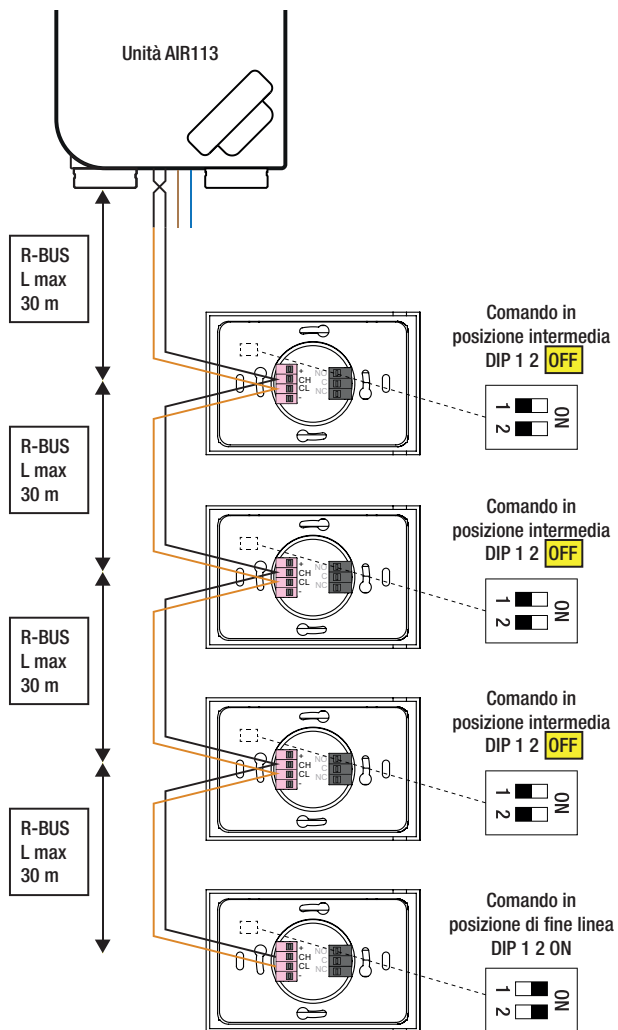 Unità AIR113
R-BUS
L max
30 m
Comando in
posizione intermedia
DIP 1 2 OFF
+
CH
CL
-
NO
C
NC
1
2
ON
R-BUS
L max
30 m
Comando in
posizione intermedia
DIP 1 2 OFF
+
CH
CL
-
NO
C
NC
1
2
ON
R-BUS
L max
30 m
Comando in
posizione intermedia
DIP 1 2 OFF
+
CH
CL
-
NO
C
NC
1
2
ON
R-BUS
L max
30 m
Comando in
posizione di fine linea
DIP 1 2 ON
+
CH
CL
-
NO
C
NC
1
2
ON